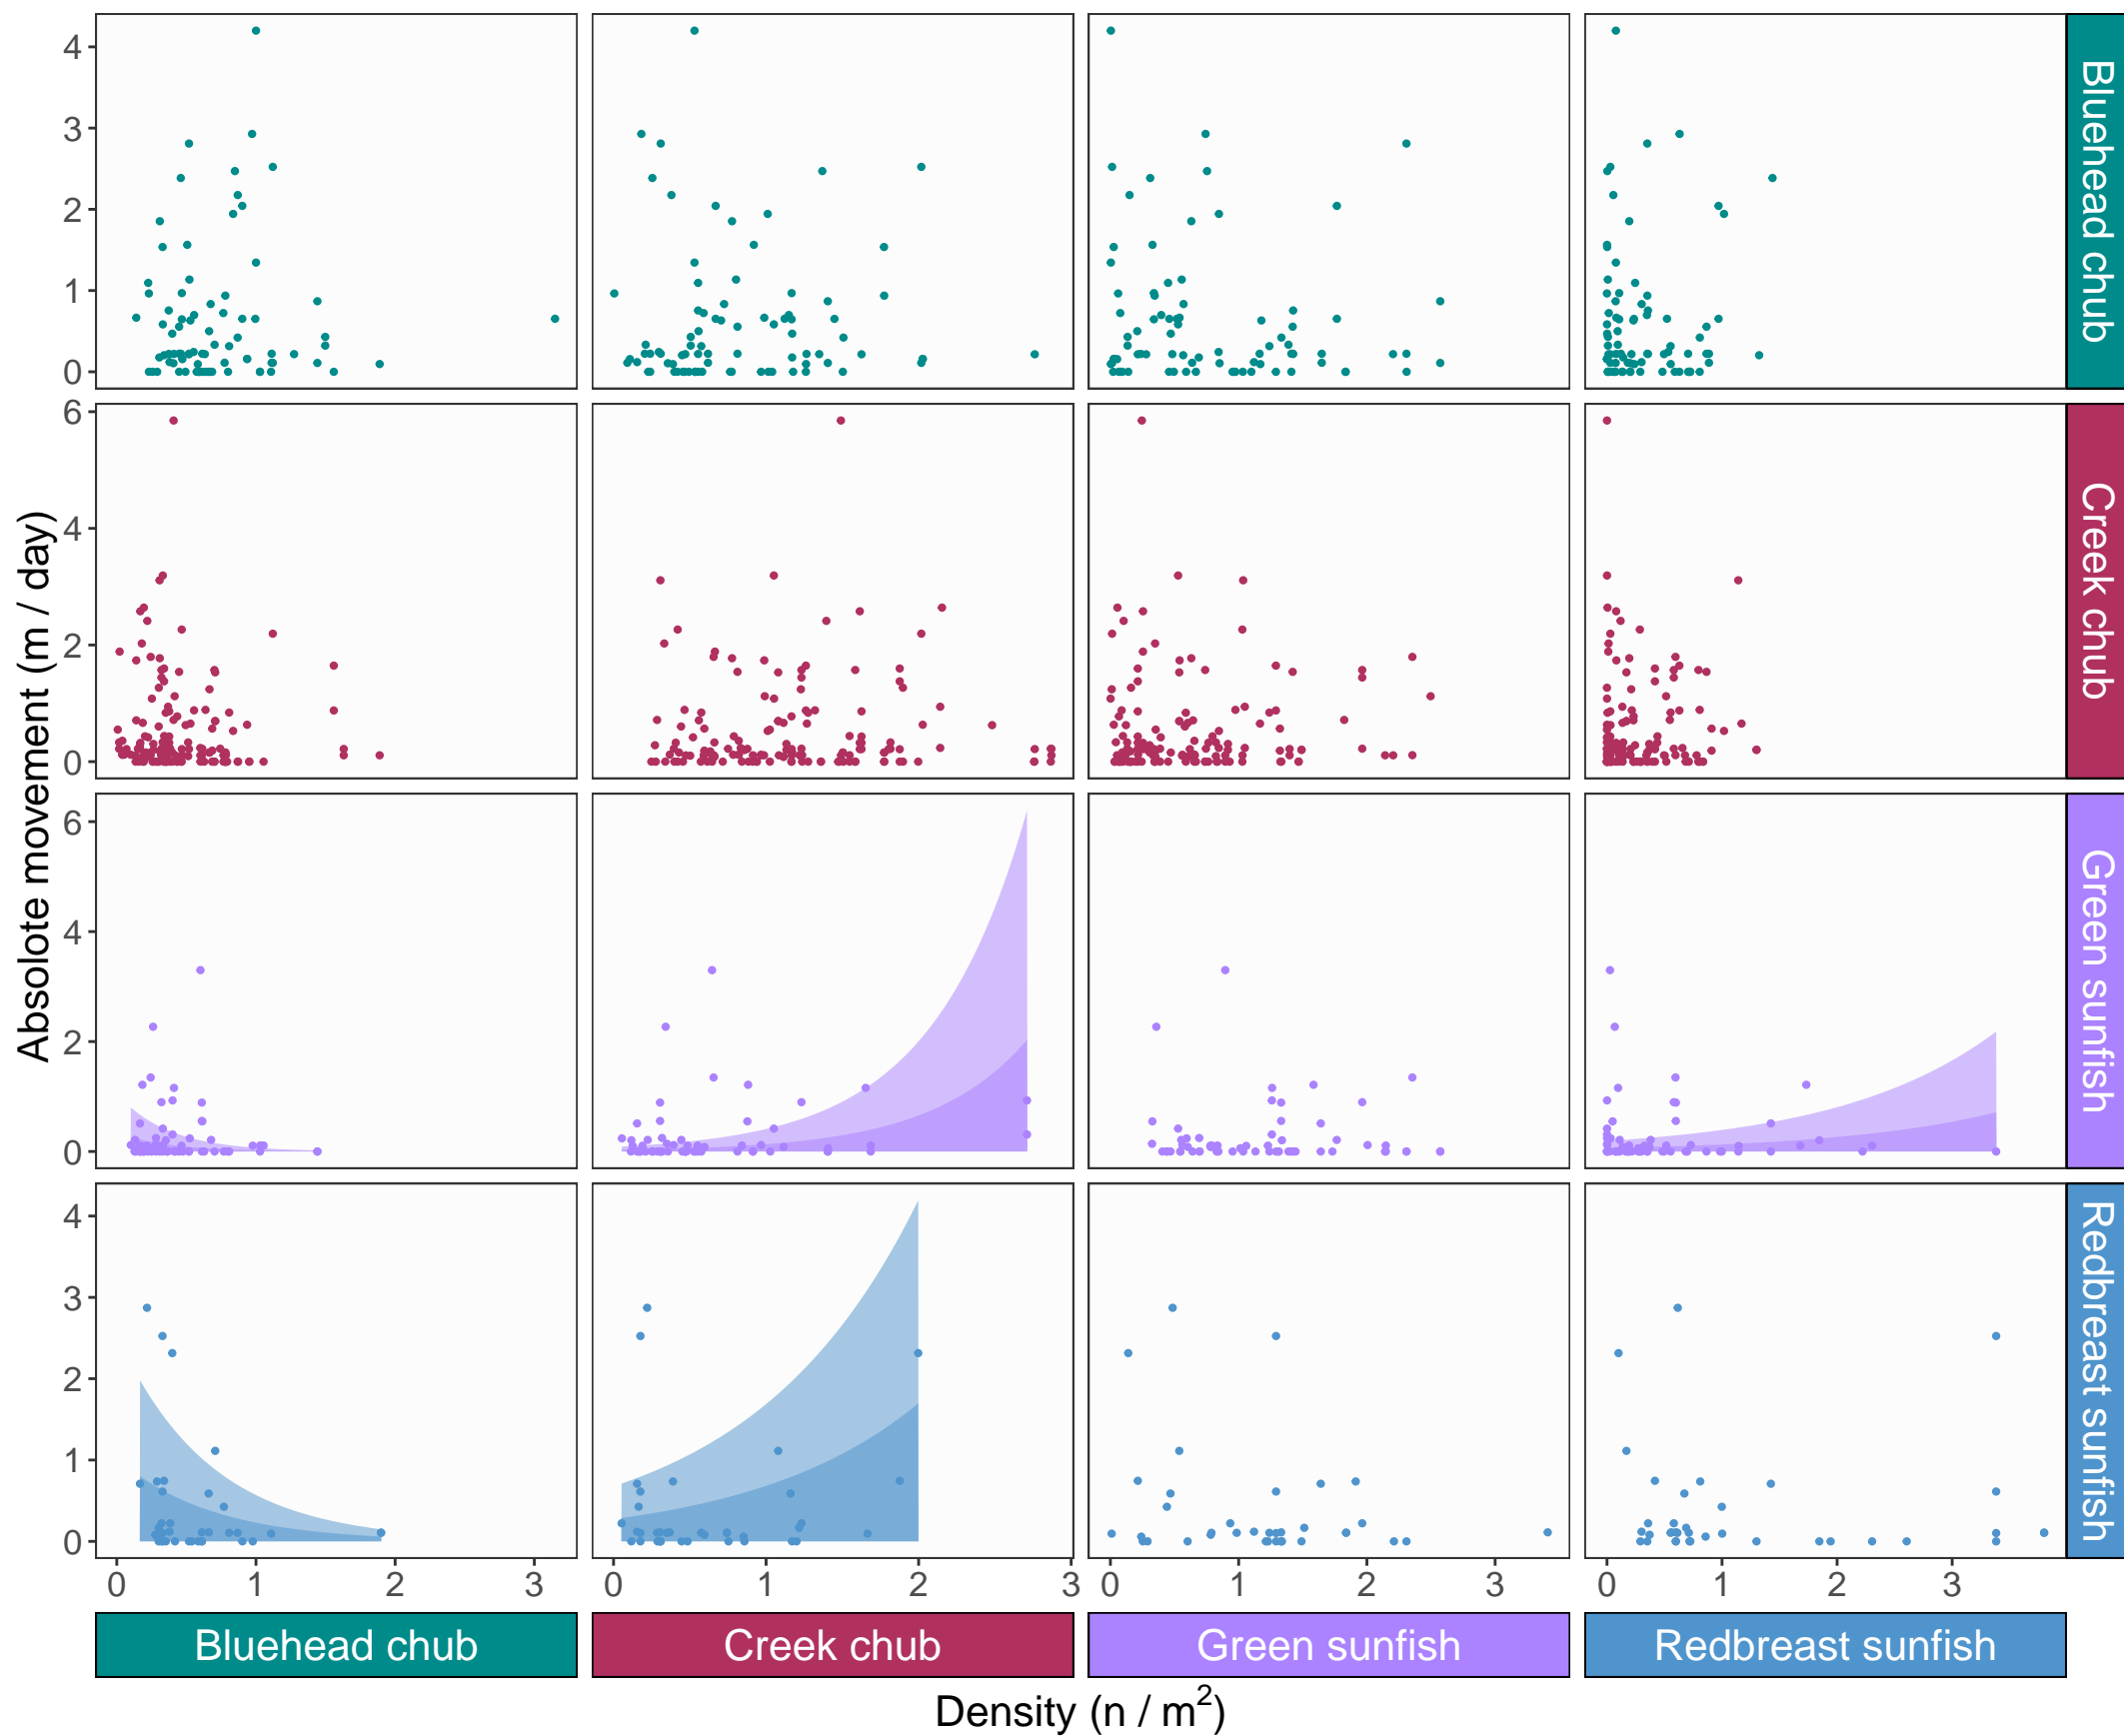 4
3
2
1
0
Bluehead chub
6
4
2
0
Creek chub
6
4
2
0
Green sunfish
4
3
2
1
0
Redbreast sunfish
Absolote movement (m / day)
0 1 2 3 0 1 2 3 0 1 2 3 0 1 2 3
Bluehead chub Creek chub Green sunfish Redbreast sunfish
Density (n / m²)